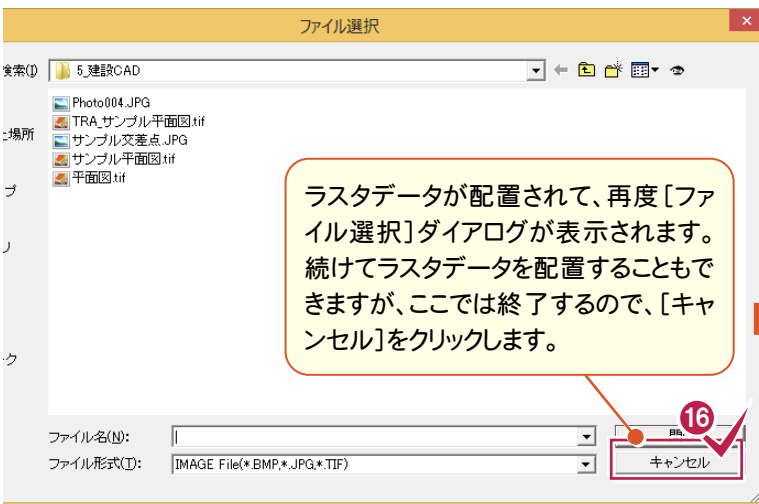 ファイル選択
検索(I)
5_建設CAD
Photo004.JPG
TRA_サンプル平面図.tif
サンプル交差点.JPG
サンプル平面図.tif
平面図.tif
場所
プ
ラスタデータが配置されて、再度[ファ
イル選択]ダイアログが表示されます。
続けてラスタデータを配置することもで
きますが、ここでは終了するので、[キャ
ンセル]をクリックします。
ク
16
ファイル名(N):
ファイル形式(T):
IMAGE File(*.BMP,*.JPG,*.TIF)
キャンセル